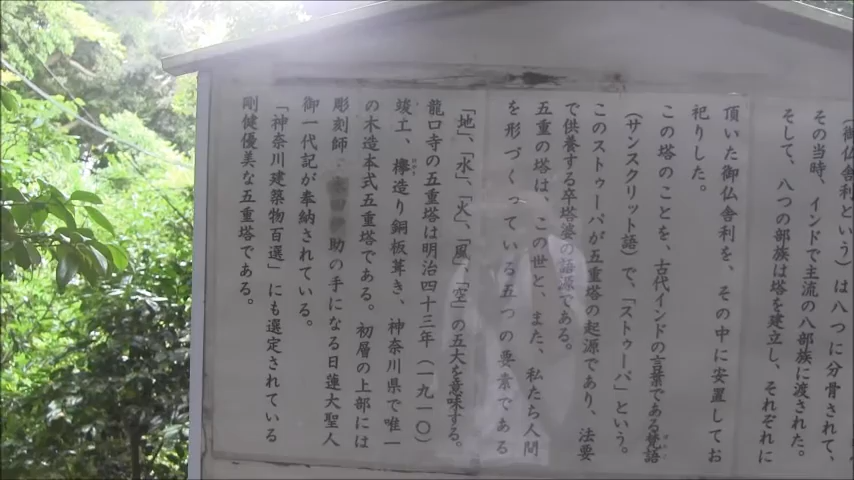 (御仏舎利という)は八つに分骨されて、
その当時、インドで主流の八部族に渡された。
そして、八つの部族は塔を建立し、それぞれに
頂いた御仏舎利を、その中に安置してお
祀りした。
この塔のことを、古代インドの言葉である梵語
(サンスクリット語)で、「ストゥーパ」という。
このストゥーパが五重塔の起源であり、法要
で供養する卒塔婆の語源である。
五重の塔は、この世と、また、私たち人間
を形づくっている五つの要素である
「地」、「水」、「火」、「風」、「空」の五大を意味する。
龍口寺の五重塔は明治四十三年(一九一〇)
竣工、欅造り銅板葺き、神奈川県で唯一
の木造本式五重塔である。初層の上部には
彫刻師・助の手になる日蓮大聖人
御一代記が奉納されている。
「神奈川建築物百選」にも選定されている
剛健優美な五重塔である。